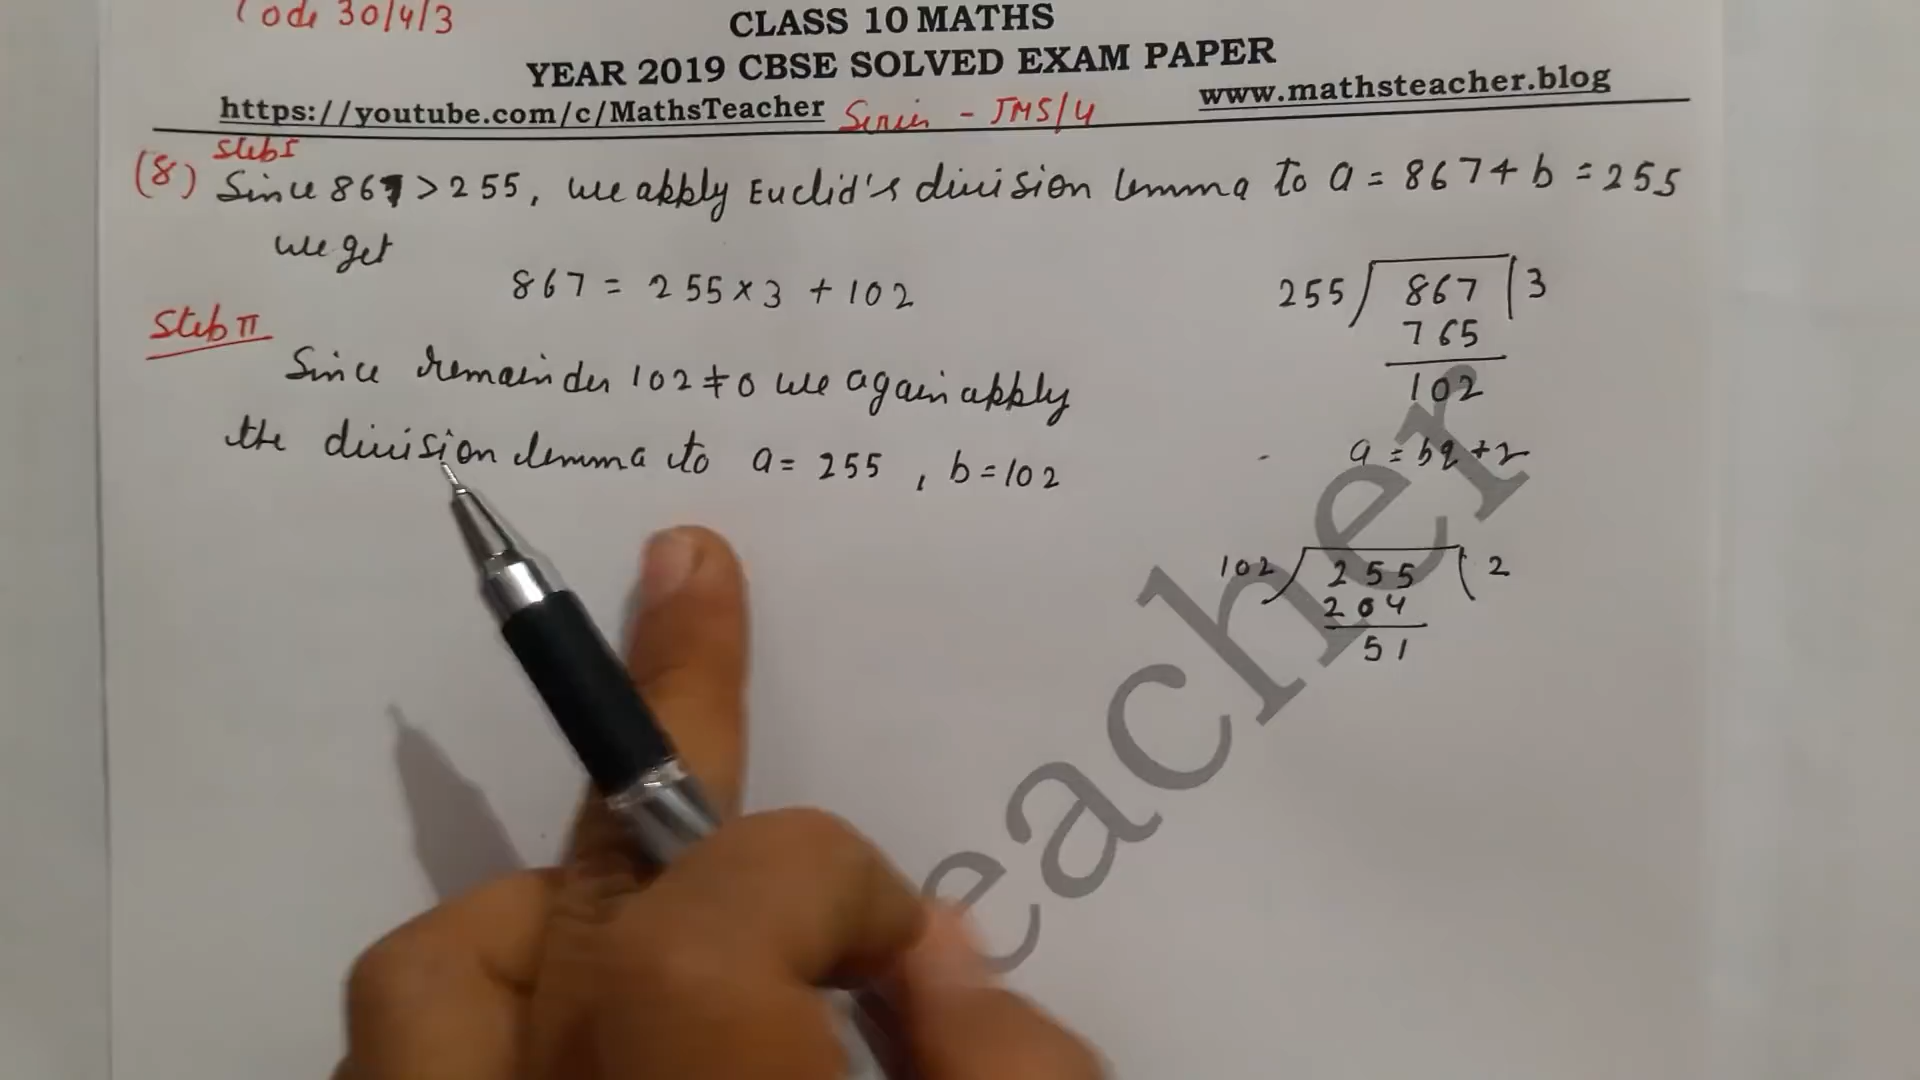 Code 30/4/3
CLASS 10 MATHS
YEAR 2019 CBSE SOLVED EXAM PAPER
https://youtube.com/c/MathsTeacher Series - JMS/4 www.mathsteacher.blog
Step I
(8) Since 867 > 255, we apply Euclid's division lemma to a = 867 + b = 255
we get
867 = 255 × 3 + 102
255 ) 867 ( 3
765
102
Step II
Since remainder 102 ≠ 0 we again apply
the division lemma to a = 255 , b = 102
a = bq + r
102 ) 255 ( 2
204
51
eacher